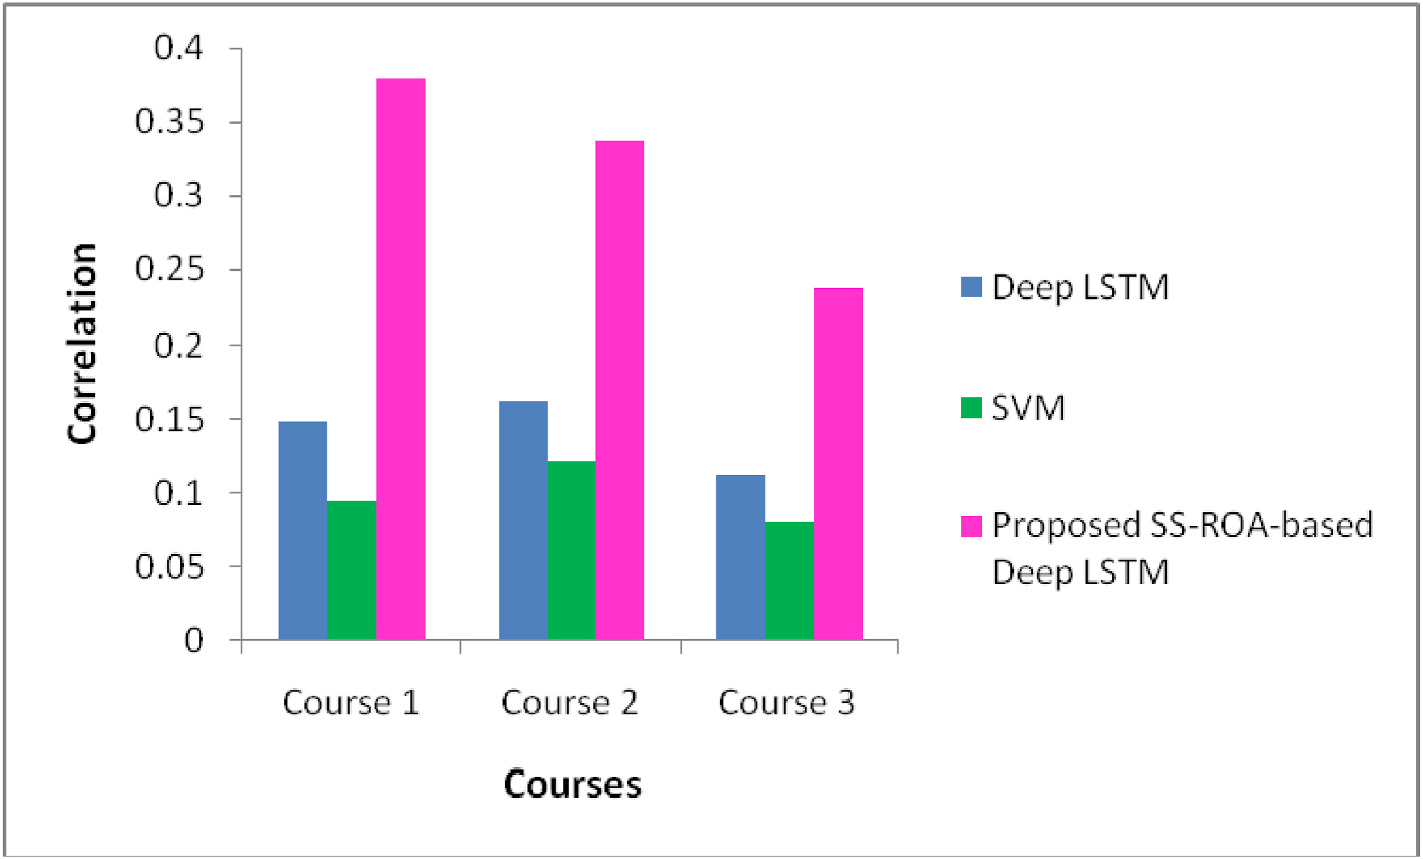 0.4
0.35
0.3
0.25
0.2
0.15
0.1
0.05
0
Correlation
Course 1
Course 2
Course 3
Courses
Deep LSTM
SVM
Proposed SS-ROA-based
Deep LSTM